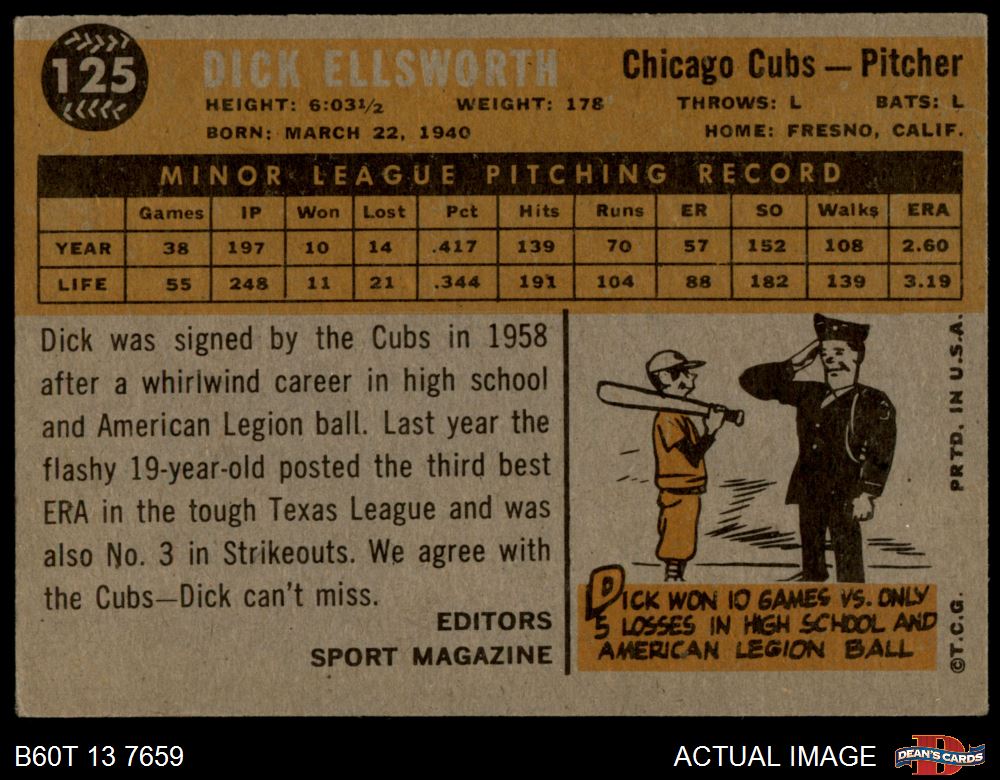 125
DICK ELLSWORTH
Chicago Cubs — Pitcher
HEIGHT: 6:03½ WEIGHT: 178 THROWS: L BATS: L
BORN: MARCH 22, 1940 HOME: FRESNO, CALIF.
MINOR LEAGUE PITCHING RECORD
Games IP Won Lost Pct Hits Runs ER SO Walks ERA
YEAR 38 197 10 14 .417 139 70 57 152 108 2.60
LIFE 55 248 11 21 .344 191 104 88 182 139 3.19
Dick was signed by the Cubs in 1958
after a whirlwind career in high school
and American Legion ball. Last year the
flashy 19-year-old posted the third best
ERA in the tough Texas League and was
also No. 3 in Strikeouts. We agree with
the Cubs—Dick can't miss.
EDITORS
SPORT MAGAZINE
DICK WON 10 GAMES VS. ONLY
5 LOSSES IN HIGH SCHOOL AND
AMERICAN LEGION BALL
©T.C.G. PRTD. IN U.S.A.
B60T 13 7659
ACTUAL IMAGE
D
DEAN'S CARDS